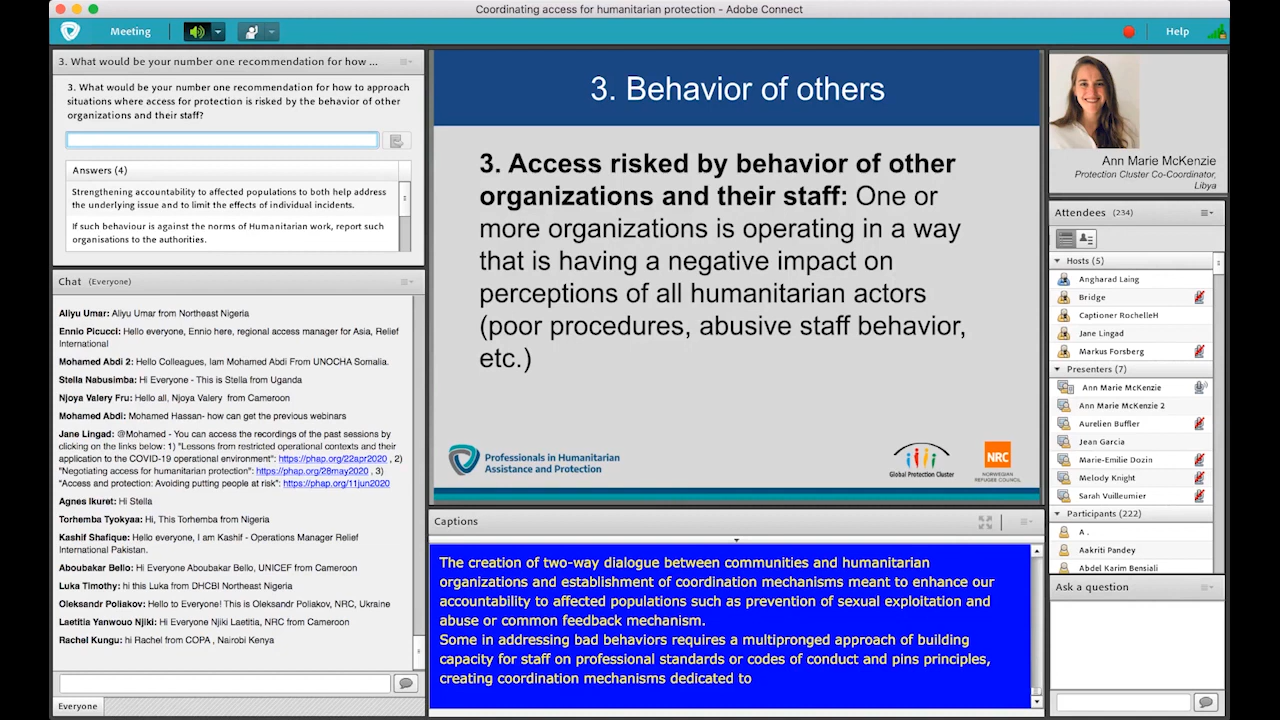 Coordinating access for humanitarian protection - Adobe Connect
Meeting
Help
3. What would be your number one recommendation for how ...
3. What would be your number one recommendation for how to approach
situations where access for protection is risked by the behavior of other
organizations and their staff?
Answers (4)
Strengthening accountability to affected populations to both help address
the underlying issue and to limit the effects of individual incidents.
If such behaviour is against the norms of Humanitarian work, report such
organisations to the authorities.
Chat (Everyone)
Aliyu Umar: Aliyu Umar from Northeast Nigeria
Ennio Picucci: Hello everyone, Ennio here, regional access manager for Asia, Relief
International
Mohamed Abdi 2: Hello Colleagues, Iam Mohamed Abdi From UNOCHA Somalia.
Stella Nabusimba: Hi Everyone - This is Stella from Uganda
Njoya Valery Fru: Hello all, Njoya Valery from Cameroon
Mohamed Abdi: Mohamed Hassan- how can get the previous webinars
Jane Lingad: @Mohamed - You can access the recordings of the past sessions by
clicking on the links below: 1) "Lessons from restricted operational contexts and their
application to the COVID-19 operational environment": https://phap.org/22apr2020 , 2)
"Negotiating access for humanitarian protection": https://phap.org/28may2020 , 3)
"Access and protection: Avoiding putting people at risk": https://phap.org/11jun2020
Agnes Ikuret: Hi Stella
Torhemba Tyokyaa: Hi, This Torhemba from Nigeria
Kashif Shafique: Hello everyone, I am Kashif - Operations Manager Relief
International Pakistan.
Aboubakar Bello: Hi Everyone Aboubakar Bello, UNICEF from Cameroon
Luka Timothy: hi this Luka from DHCBI Northeast Nigeria
Oleksandr Poliakov: Hello to Everyone! This is Oleksandr Poliakov, NRC, Ukraine
Laetitia Yanwouo Njiki: Hi Everyone Njiki Laetitia, NRC from Cameroon
Rachel Kungu: hi Rachel from COPA , Nairobi Kenya
Everyone
3. Behavior of others
3. Access risked by behavior of other
organizations and their staff: One or
more organizations is operating in a way
that is having a negative impact on
perceptions of all humanitarian actors
(poor procedures, abusive staff behavior,
etc.)
Professionals in Humanitarian
Assistance and Protection
Global Protection Cluster
NRC
NORWEGIAN
REFUGEE COUNCIL
Captions
The creation of two-way dialogue between communities and humanitarian
organizations and establishment of coordination mechanisms meant to enhance our
accountability to affected populations such as prevention of sexual exploitation and
abuse or common feedback mechanism.
Some in addressing bad behaviors requires a multipronged approach of building
capacity for staff on professional standards or codes of conduct and pins principles,
creating coordination mechanisms dedicated to
Ann Marie McKenzie
Protection Cluster Co-Coordinator,
Libya
Attendees (234)
Hosts (5)
Angharad Laing
Bridge
Captioner RochelleH
Jane Lingad
Markus Forsberg
Presenters (7)
Ann Marie McKenzie
Ann Marie McKenzie 2
Aurelien Buffler
Jean Garcia
Marie-Emilie Dozin
Melody Knight
Sarah Vuilleumier
Participants (222)
A .
Aakriti Pandey
Abdel Karim Bensiali
Ask a question